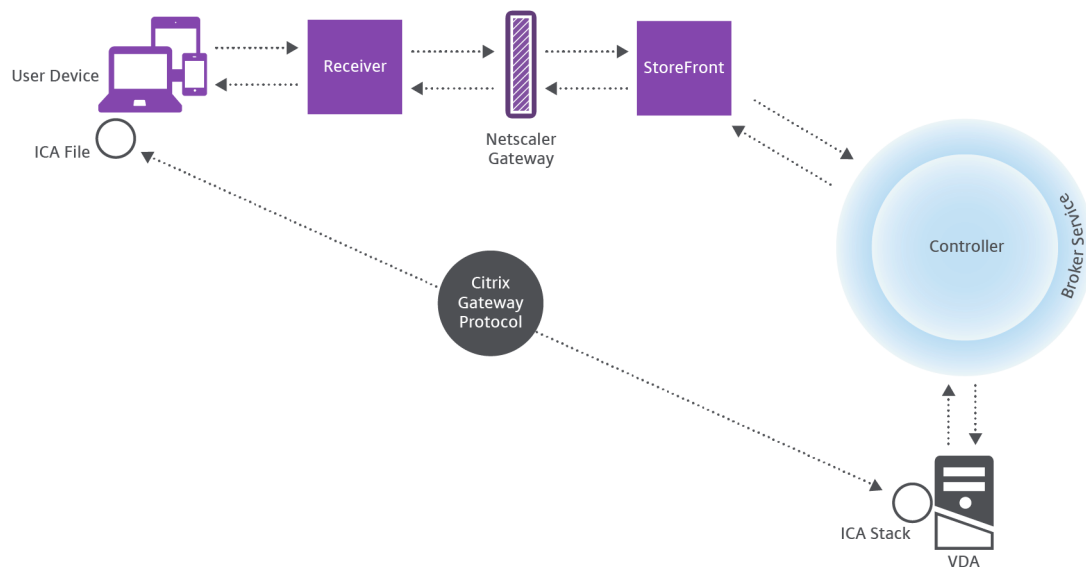 User Device
Receiver
StoreFront
Netscaler
Gateway
ICA File
Controller
Broker Service
Citrix
Gateway
Protocol
ICA Stack
VDA